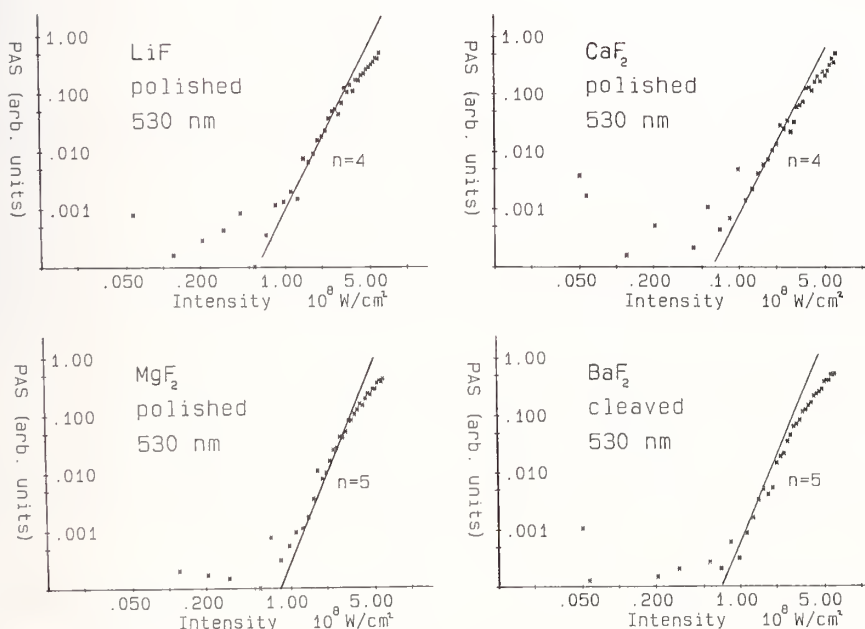 PAS (arb. units)
1.00
.100
.010
.001
LiF
polished
530 nm
n=4
.050 .200 1.00 5.00
Intensity 10⁸ W/cm²
PAS (arb. units)
1.00
.100
.010
.001
CaF₂
polished
530 nm
n=4
.050 .200 1.00 5.00
Intensity 10⁸ W/cm²
PAS (arb. units)
1.00
.100
.010
.001
MgF₂
polished
530 nm
n=5
.050 .200 1.00 5.00
Intensity 10⁸ W/cm²
PAS (arb. units)
1.00
.100
.010
.001
BaF₂
cleaved
530 nm
n=5
.050 .200 1.00 5.00
Intensity 10⁸ W/cm²